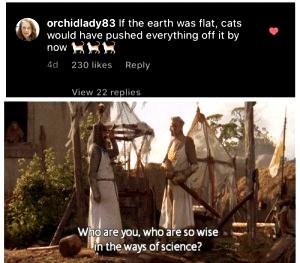 orchidlady83 If the earth was flat, cats
would have pushed everything off it by
now 🐈🐈🐈
4d 230 likes Reply
View 22 replies
Who are you, who are so wise
in the ways of science?